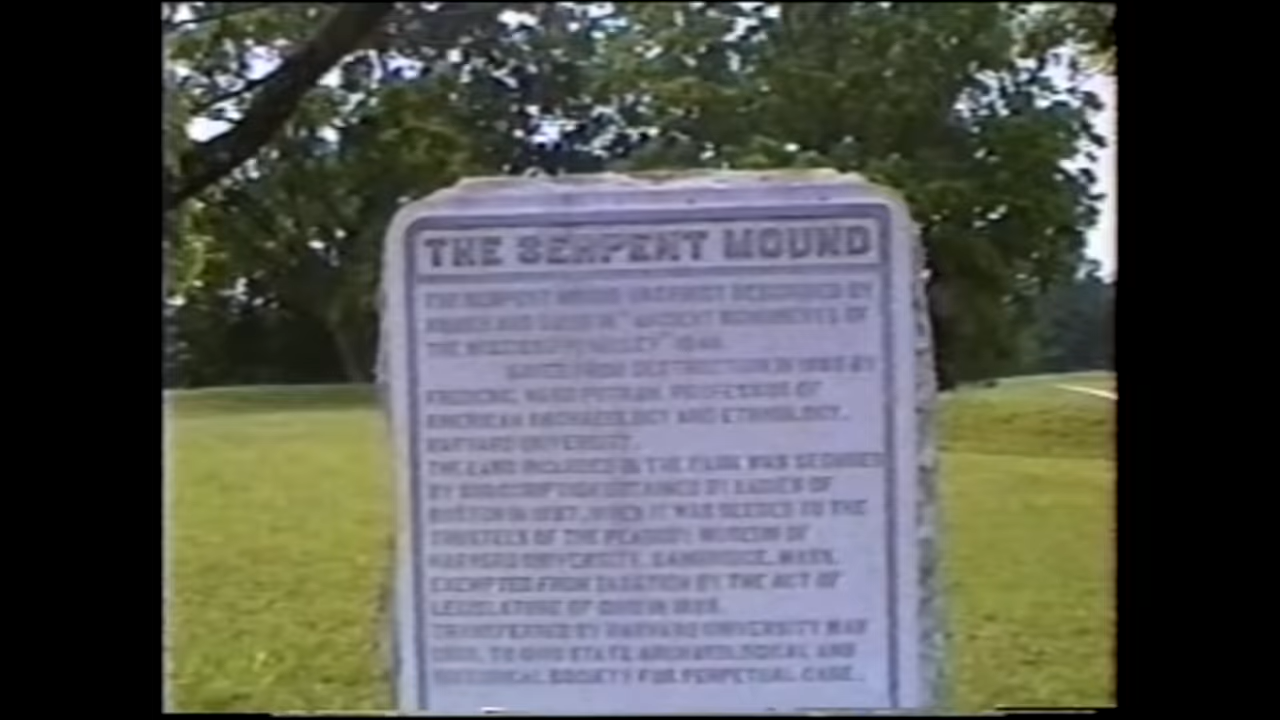 THE SERPENT MOUND
THE SERPENT MOUND WAS FIRST DESCRIBED BY
SQUIER AND DAVIS IN "ANCIENT MONUMENTS OF
THE MISSISSIPPI VALLEY"
SAVED FROM DESTRUCTION IN BY
FREDERIC WARD PUTNAM, PROFESSOR OF
AMERICAN ARCHAEOLOGY AND ETHNOLOGY,
HARVARD UNIVERSITY.
THE LAND INCLUDED IN THE PARK WAS SECURED
BY SUBSCRIPTION OBTAINED BY LADIES OF
BOSTON IN 1887, WHEN IT WAS DEEDED TO THE
TRUSTEES OF THE PEABODY MUSEUM OF
HARVARD UNIVERSITY, CAMBRIDGE, MASS.
EXEMPTED FROM TAXATION BY THE ACT OF
LEGISLATURE OF OHIO IN
TRANSFERRED BY HARVARD UNIVERSITY MAY
TO OHIO STATE ARCHAEOLOGICAL AND
HISTORICAL SOCIETY FOR PERPETUAL CARE.